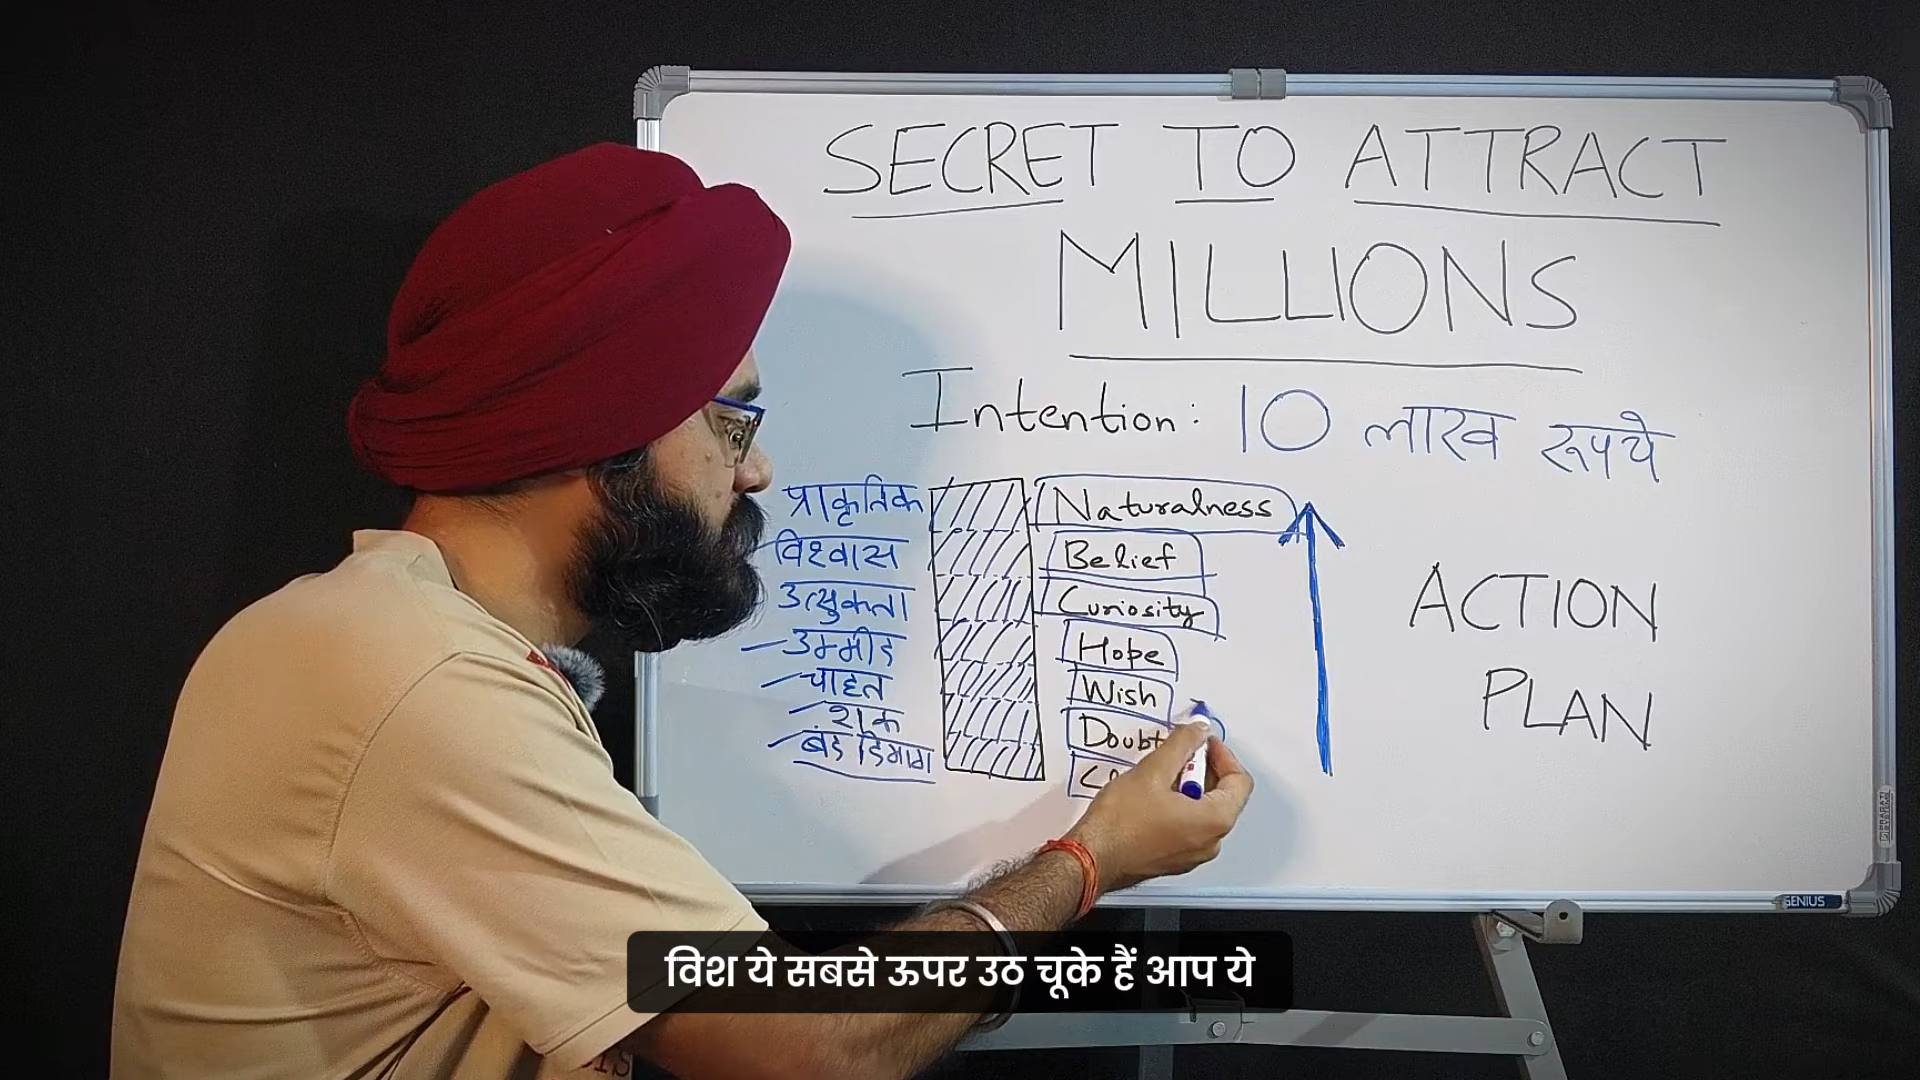 SECRET TO ATTRACT
MILLIONS
Intention: 10 लाख रूपये
प्राकृतिक Naturalness
विश्वास Belief
उत्सुकता Curiosity
उम्मीद Hope
चाहत Wish
शक Doubt
बंद दिमाग
ACTION
PLAN
GENIUS
विश ये सबसे ऊपर उठ चूके हैं आप ये